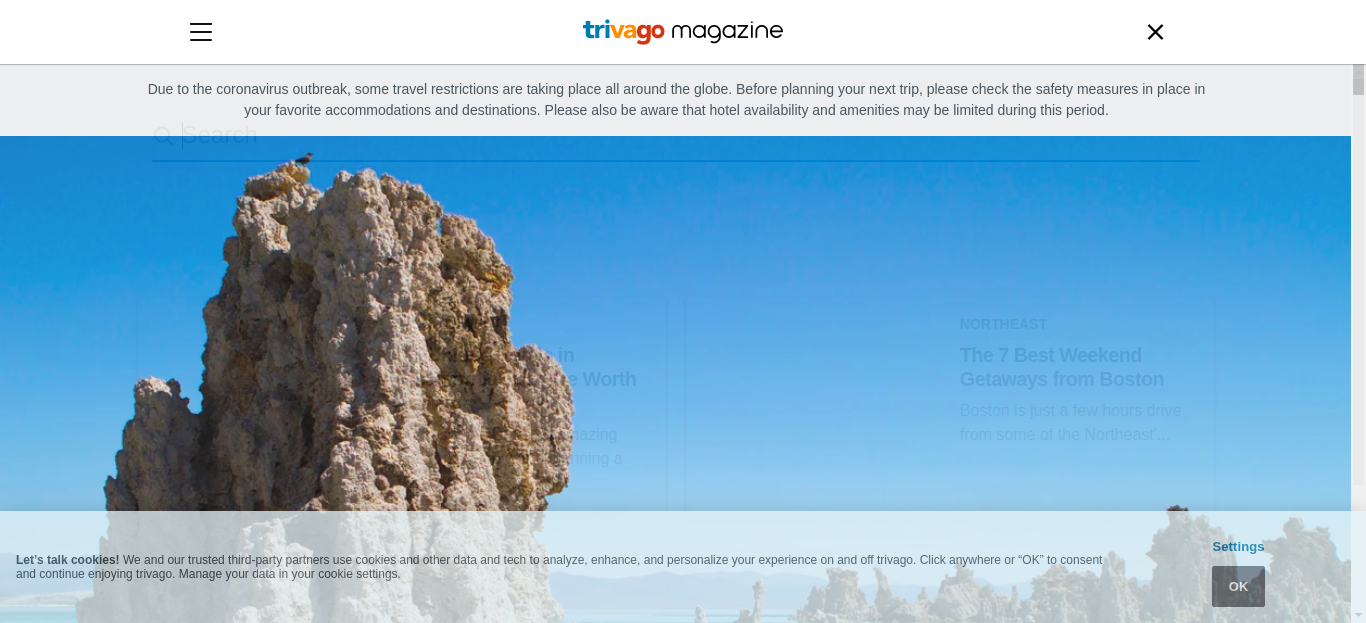 trivago magazine
Due to the coronavirus outbreak, some travel restrictions are taking place all around the globe. Before planning your next trip, please check the safety measures in place in
your favorite accommodations and destinations. Please also be aware that hotel availability and amenities may be limited during this period.
Search
in
Worth
NORTHEAST
The 7 Best Weekend
Getaways from Boston
Boston is just a few hours drive
from some of the Northeast'...
Let's talk cookies! We and our trusted third-party partners use cookies and other data and tech to analyze, enhance, and personalize your experience on and off trivago. Click anywhere or “OK” to consent
and continue enjoying trivago. Manage your data in your cookie settings.
Settings
OK